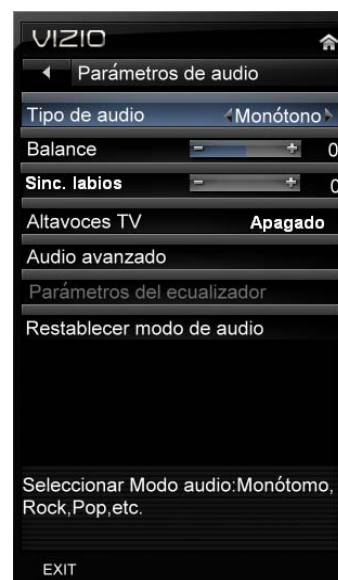 VIZIO
Parámetros de audio
Tipo de audio Monótono
Balance - + 0
Sinc. labios - + 0
Altavoces TV Apagado
Audio avanzado
Parámetros del ecualizador
Restablecer modo de audio
Seleccionar Modo audio:Monótomo,
Rock,Pop,etc.
EXIT